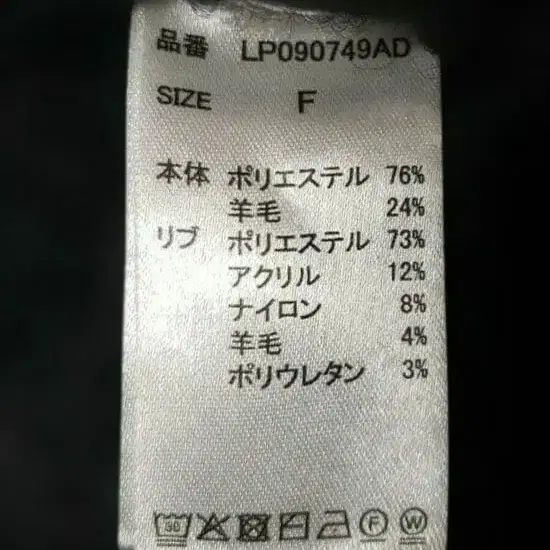 品番 LP090749AD
SIZE F
本体 ポリエステル 76%
羊毛 24%
リブ ポリエステル 73%
アクリル 12%
ナイロン 8%
羊毛 4%
ポリウレタン 3%
30 F W